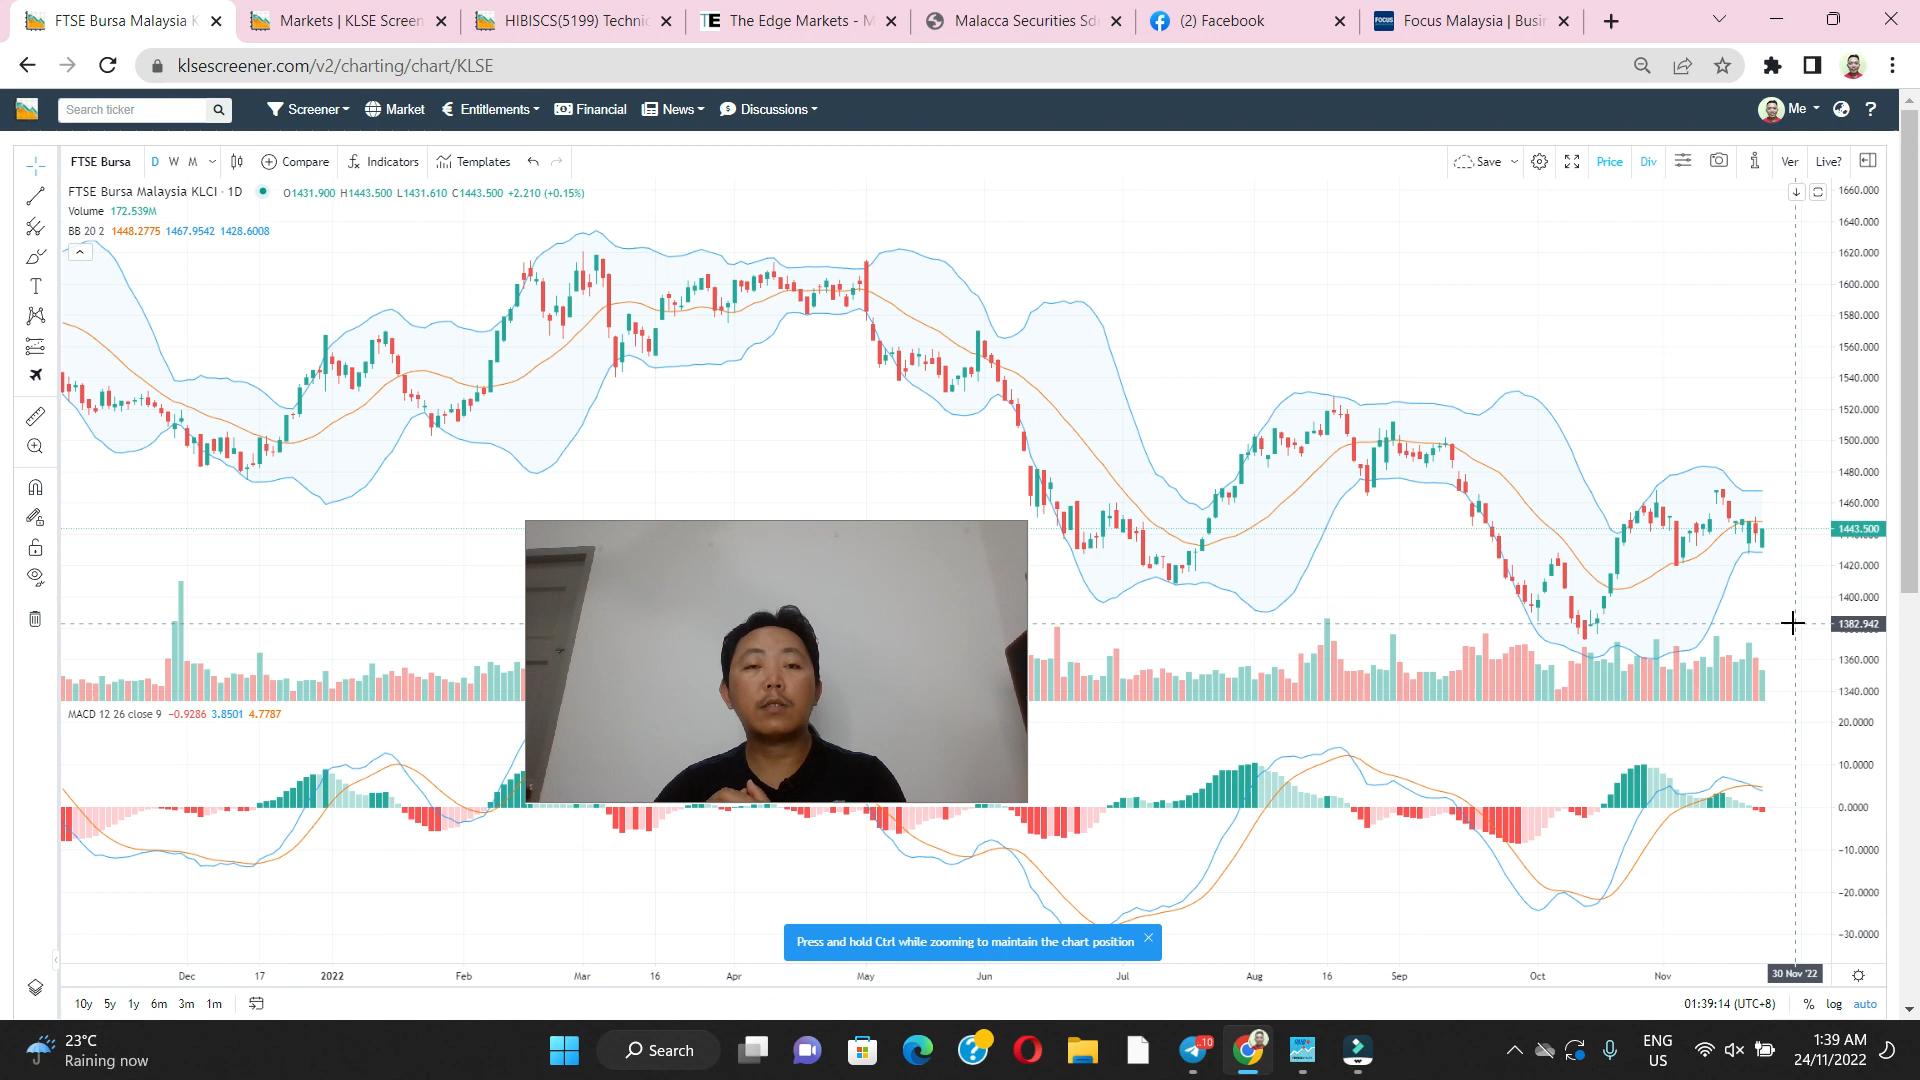 FTSE Bursa Malaysia K
Markets | KLSE Screen
HIBISCS(5199) Technic
The Edge Markets - M
Malacca Securities Sd
(2) Facebook
Focus Malaysia | Busin
klsescreener.com/v2/charting/chart/KLSE
Search ticker
Screener
Market
Entitlements
Financial
News
Discussions
Me
?
FTSE Bursa
D W M
Compare
Indicators
Templates
Save
Price
Div
Ver
Live?
FTSE Bursa Malaysia KLCI · 1D
O1431.900 H1443.500 L1431.610 C1443.500 +2.210 (+0.15%)
Volume 172.539M
BB 20 2 1448.2775 1467.9542 1428.6008
1660.000
1640.000
1620.000
1600.000
1580.000
1560.000
1540.000
1520.000
1500.000
1480.000
1460.000
1443.500
1420.000
1400.000
1382.942
1360.000
1340.000
MACD 12 26 close 9 −0.9286 3.8501 4.7787
20.0000
10.0000
0.0000
−10.0000
−20.0000
−30.0000
Press and hold Ctrl while zooming to maintain the chart position
Dec 17 2022 Feb Mar 16 Apr May Jun Jul Aug 16 Sep Oct Nov 30 Nov '22
10y 5y 1y 6m 3m 1m
01:39:14 (UTC+8)
% log auto
23°C
Raining now
Search
10
ENG
US
1:39 AM
24/11/2022